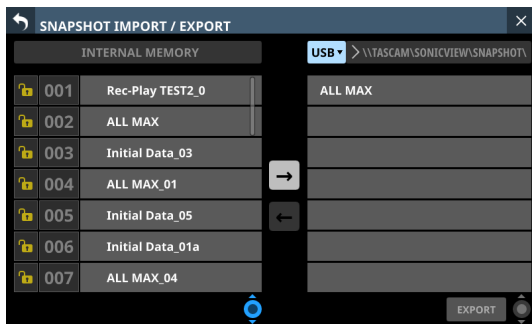 SNAPSHOT IMPORT / EXPORT
INTERNAL MEMORY
USB \\TASCAM\SONICVIEW\SNAPSHOT\
001 Rec-Play TEST2_0
ALL MAX
002 ALL MAX
003 Initial Data_03
004 ALL MAX_01
005 Initial Data_05
006 Initial Data_01a
007 ALL MAX_04
EXPORT